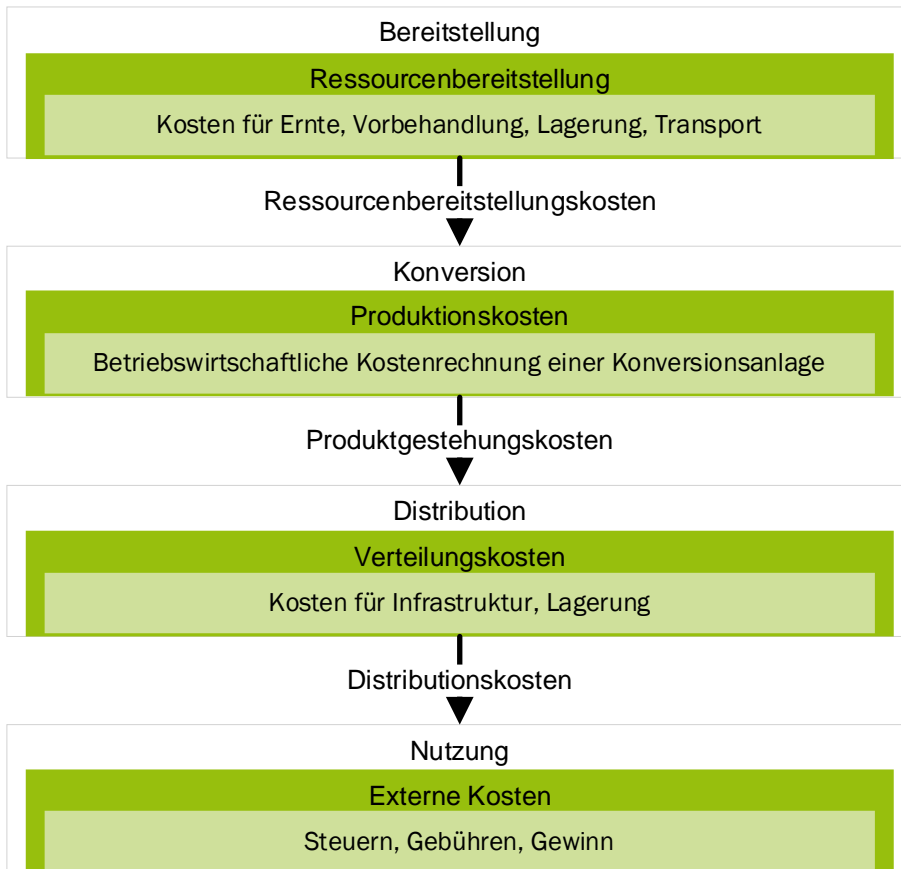 Bereitstellung
Ressourcenbereitstellung
Kosten für Ernte, Vorbehandlung, Lagerung, Transport
Ressourcenbereitstellungskosten
Konversion
Produktionskosten
Betriebswirtschaftliche Kostenrechnung einer Konversionsanlage
Produktgestehungskosten
Distribution
Verteilungskosten
Kosten für Infrastruktur, Lagerung
Distributionskosten
Nutzung
Externe Kosten
Steuern, Gebühren, Gewinn